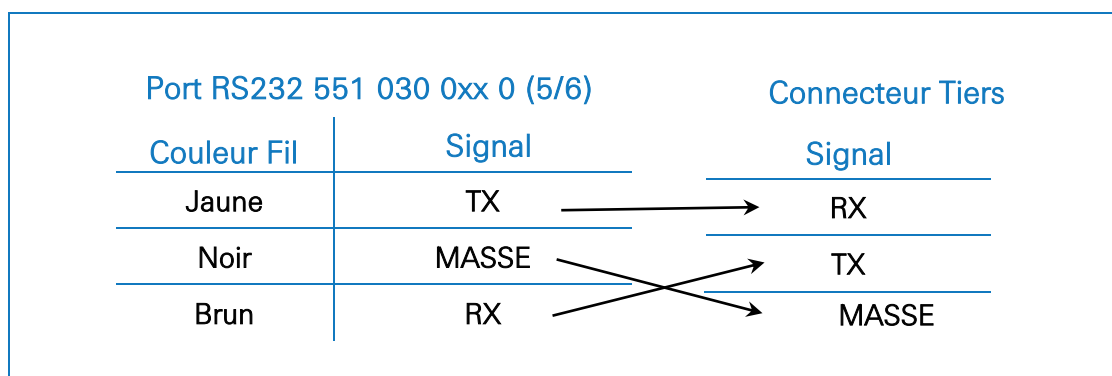 Port RS232 551 030 0xx 0 (5/6)
Connecteur Tiers
Couleur Fil Signal Signal
Jaune TX RX
Noir MASSE TX
Brun RX MASSE